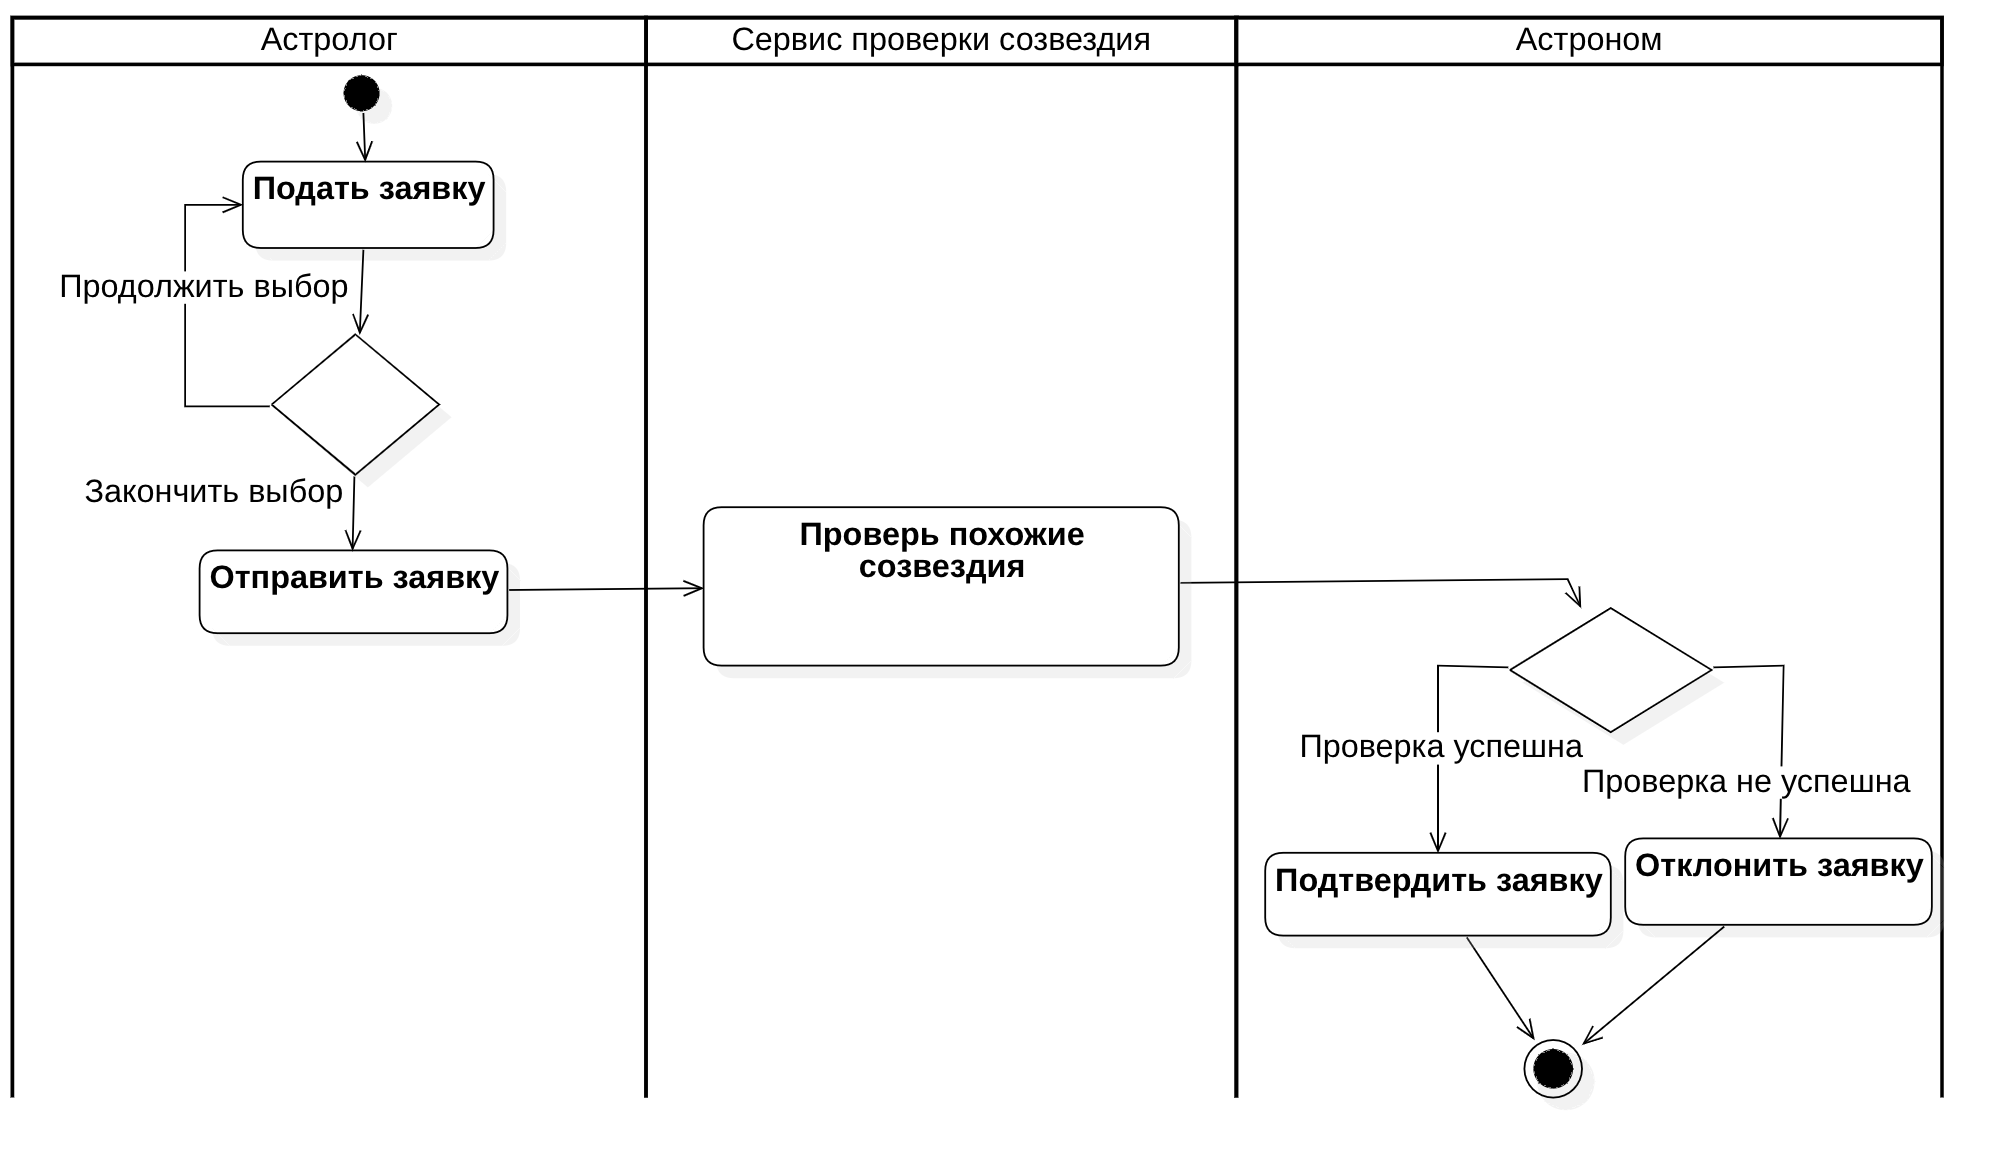 Астролог
Сервис проверки созвездия
Астроном
Подать заявку
Продолжить выбор
Закончить выбор
Отправить заявку
Проверь похожие
созвездия
Проверка успешна
Проверка не успешна
Подтвердить заявку
Отклонить заявку